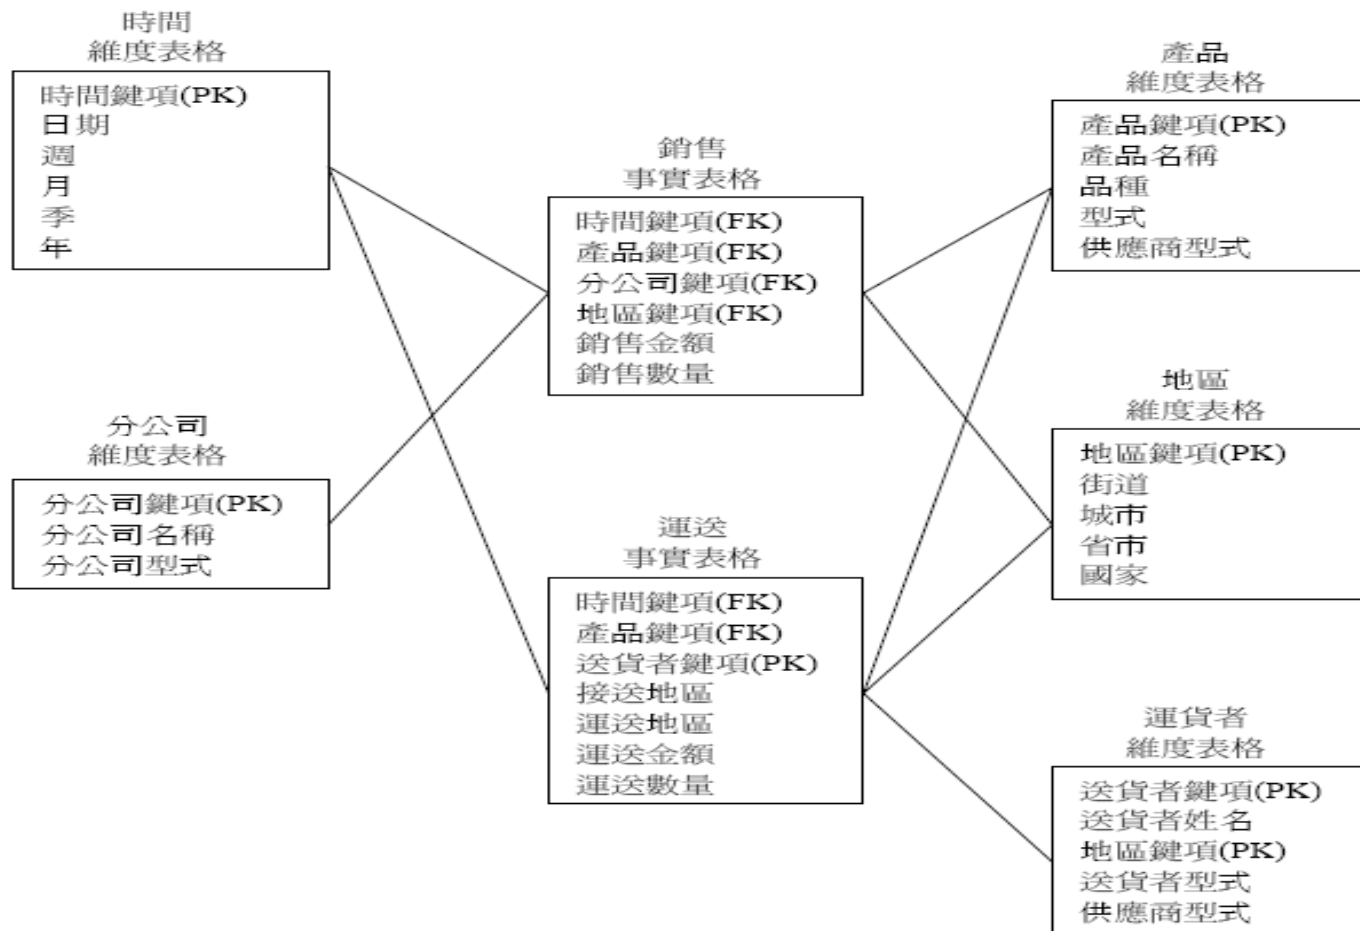 時間
維度表格
時間鍵項(PK)
日期
週
月
季
年
分公司
維度表格
分公司鍵項(PK)
分公司名稱
分公司型式
銷售
事實表格
時間鍵項(FK)
產品鍵項(FK)
分公司鍵項(FK)
地區鍵項(FK)
銷售金額
銷售數量
運送
事實表格
時間鍵項(FK)
產品鍵項(FK)
送貨者鍵項(PK)
接送地區
運送地區
運送金額
運送數量
產品
維度表格
產品鍵項(PK)
產品名稱
品種
型式
供應商型式
地區
維度表格
地區鍵項(PK)
街道
城市
省市
國家
運貨者
維度表格
送貨者鍵項(PK)
送貨者姓名
地區鍵項(PK)
送貨者型式
供應商型式